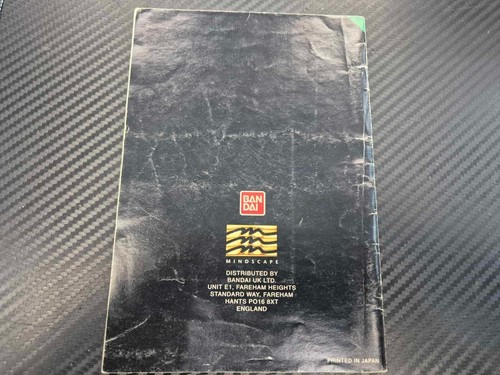 BAN
DAI
MINDSCAPE
DISTRIBUTED BY
BANDAI UK LTD.
UNIT E1, FAREHAM HEIGHTS
STANDARD WAY, FAREHAM
HANTS PO16 8XT
ENGLAND
PRINTED IN JAPAN